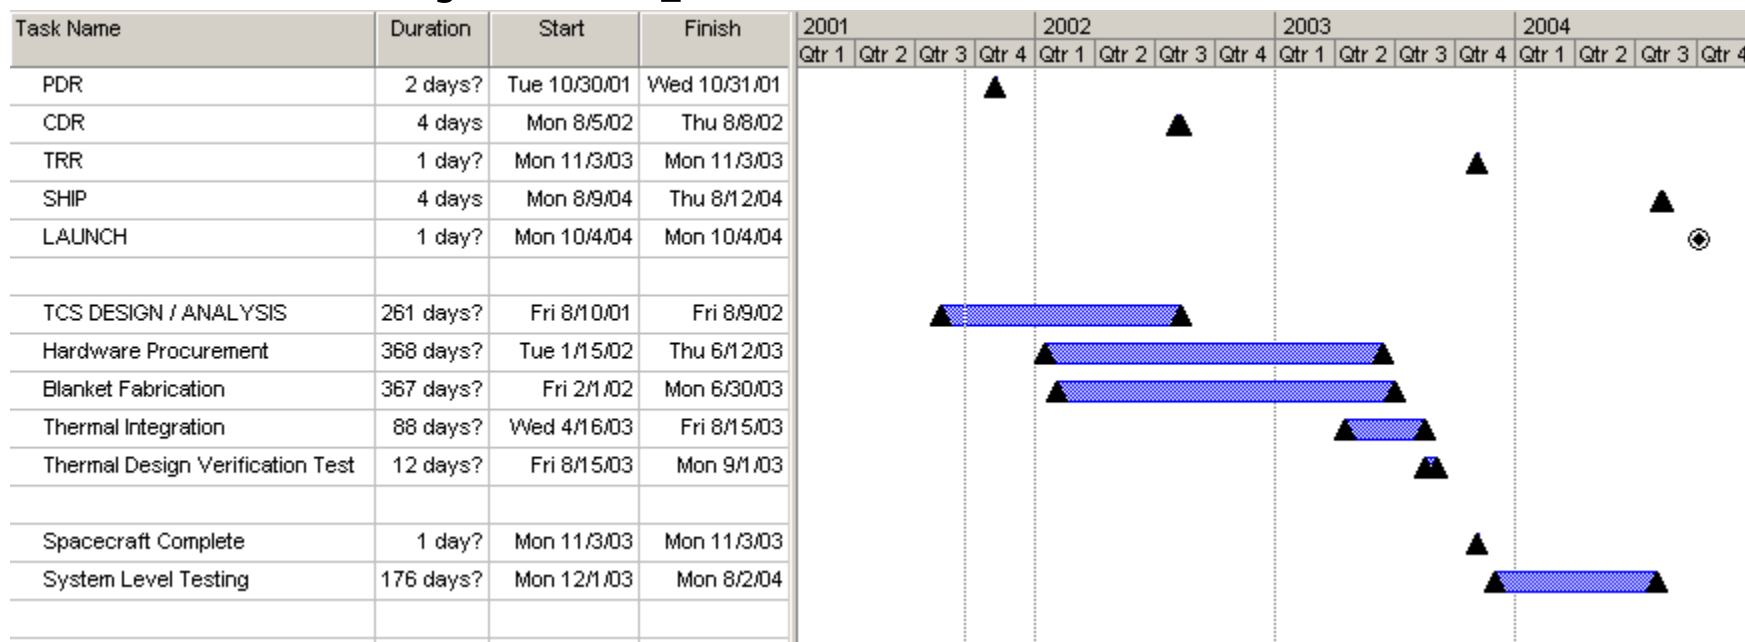 Task Name Duration Start Finish 2001 2002 2003 2004
Qtr 1 Qtr 2 Qtr 3 Qtr 4 Qtr 1 Qtr 2 Qtr 3 Qtr 4 Qtr 1 Qtr 2 Qtr 3 Qtr 4 Qtr 1 Qtr 2 Qtr 3 Qtr 4
PDR 2 days? Tue 10/30/01 Wed 10/31/01
CDR 4 days Mon 8/5/02 Thu 8/8/02
TRR 1 day? Mon 11/3/03 Mon 11/3/03
SHIP 4 days Mon 8/9/04 Thu 8/12/04
LAUNCH 1 day? Mon 10/4/04 Mon 10/4/04
TCS DESIGN / ANALYSIS 261 days? Fri 8/10/01 Fri 8/9/02
Hardware Procurement 368 days? Tue 1/15/02 Thu 6/12/03
Blanket Fabrication 367 days? Fri 2/1/02 Mon 6/30/03
Thermal Integration 88 days? Wed 4/16/03 Fri 8/15/03
Thermal Design Verification Test 12 days? Fri 8/15/03 Mon 9/1/03
Spacecraft Complete 1 day? Mon 11/3/03 Mon 11/3/03
System Level Testing 176 days? Mon 12/1/03 Mon 8/2/04